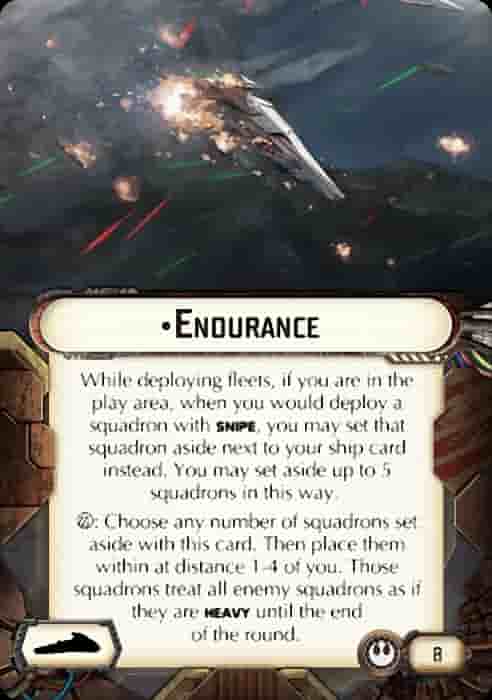 •ENDURANCE
While deploying fleets, if you are in the
play area, when you would deploy a
squadron with SNIPE, you may set that
squadron aside next to your ship card
instead. You may set aside up to 5
squadrons in this way.
: Choose any number of squadrons set
aside with this card. Then place them
within at distance 1-4 of you. Those
squadrons treat all enemy squadrons as if
they are HEAVY until the end
of the round.
8